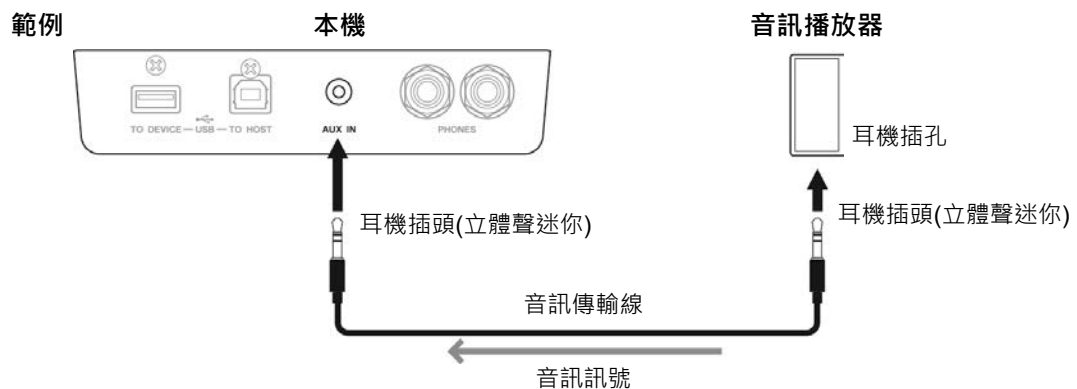 範例
本機
音訊播放器
TO DEVICE — USB — TO HOST
AUX IN
PHONES
耳機插孔
耳機插頭(立體聲迷你)
耳機插頭(立體聲迷你)
音訊傳輸線
音訊訊號